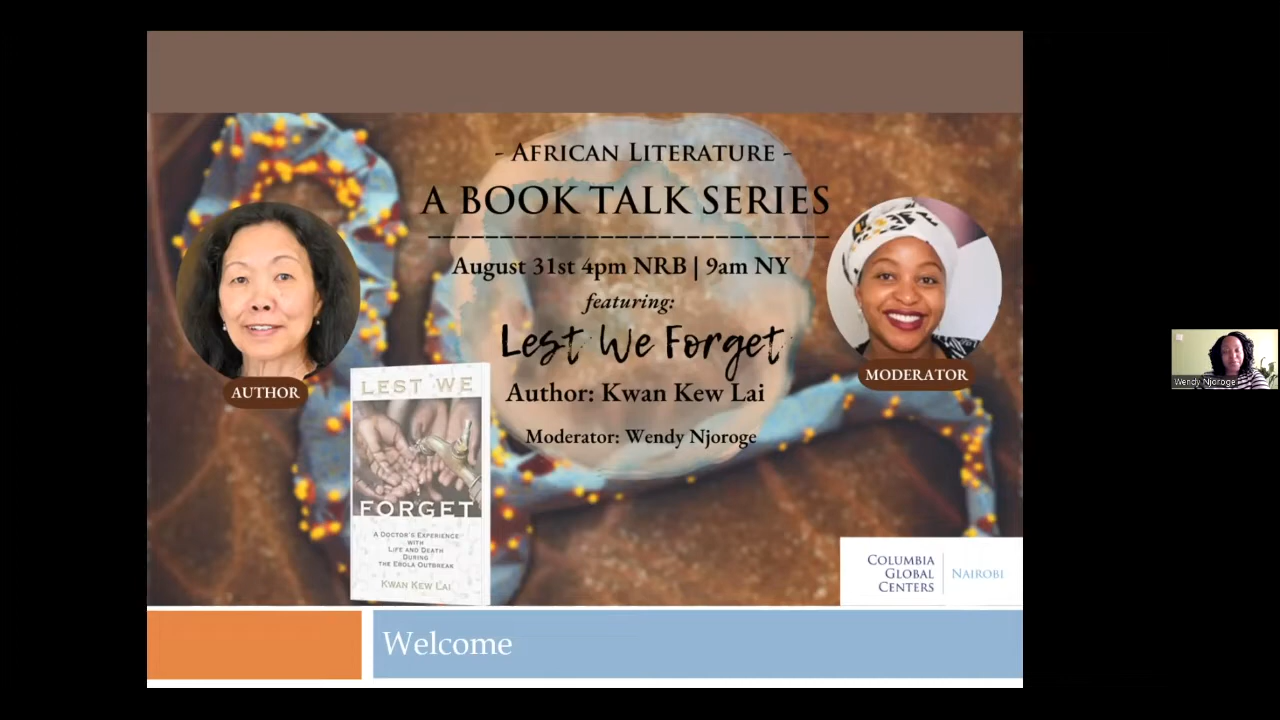 - AFRICAN LITERATURE -
A BOOK TALK SERIES
August 31st 4pm NRB | 9am NY
featuring:
Lest We Forget
Author: Kwan Kew Lai
Moderator: Wendy Njoroge
AUTHOR
MODERATOR
LEST WE
FORGET
A DOCTOR'S EXPERIENCE
WITH
LIFE AND DEATH
DURING
THE EBOLA OUTBREAK
KWAN KEW LAI
COLUMBIA
GLOBAL
CENTERS
NAIROBI
Welcome
Wendy Njoroge